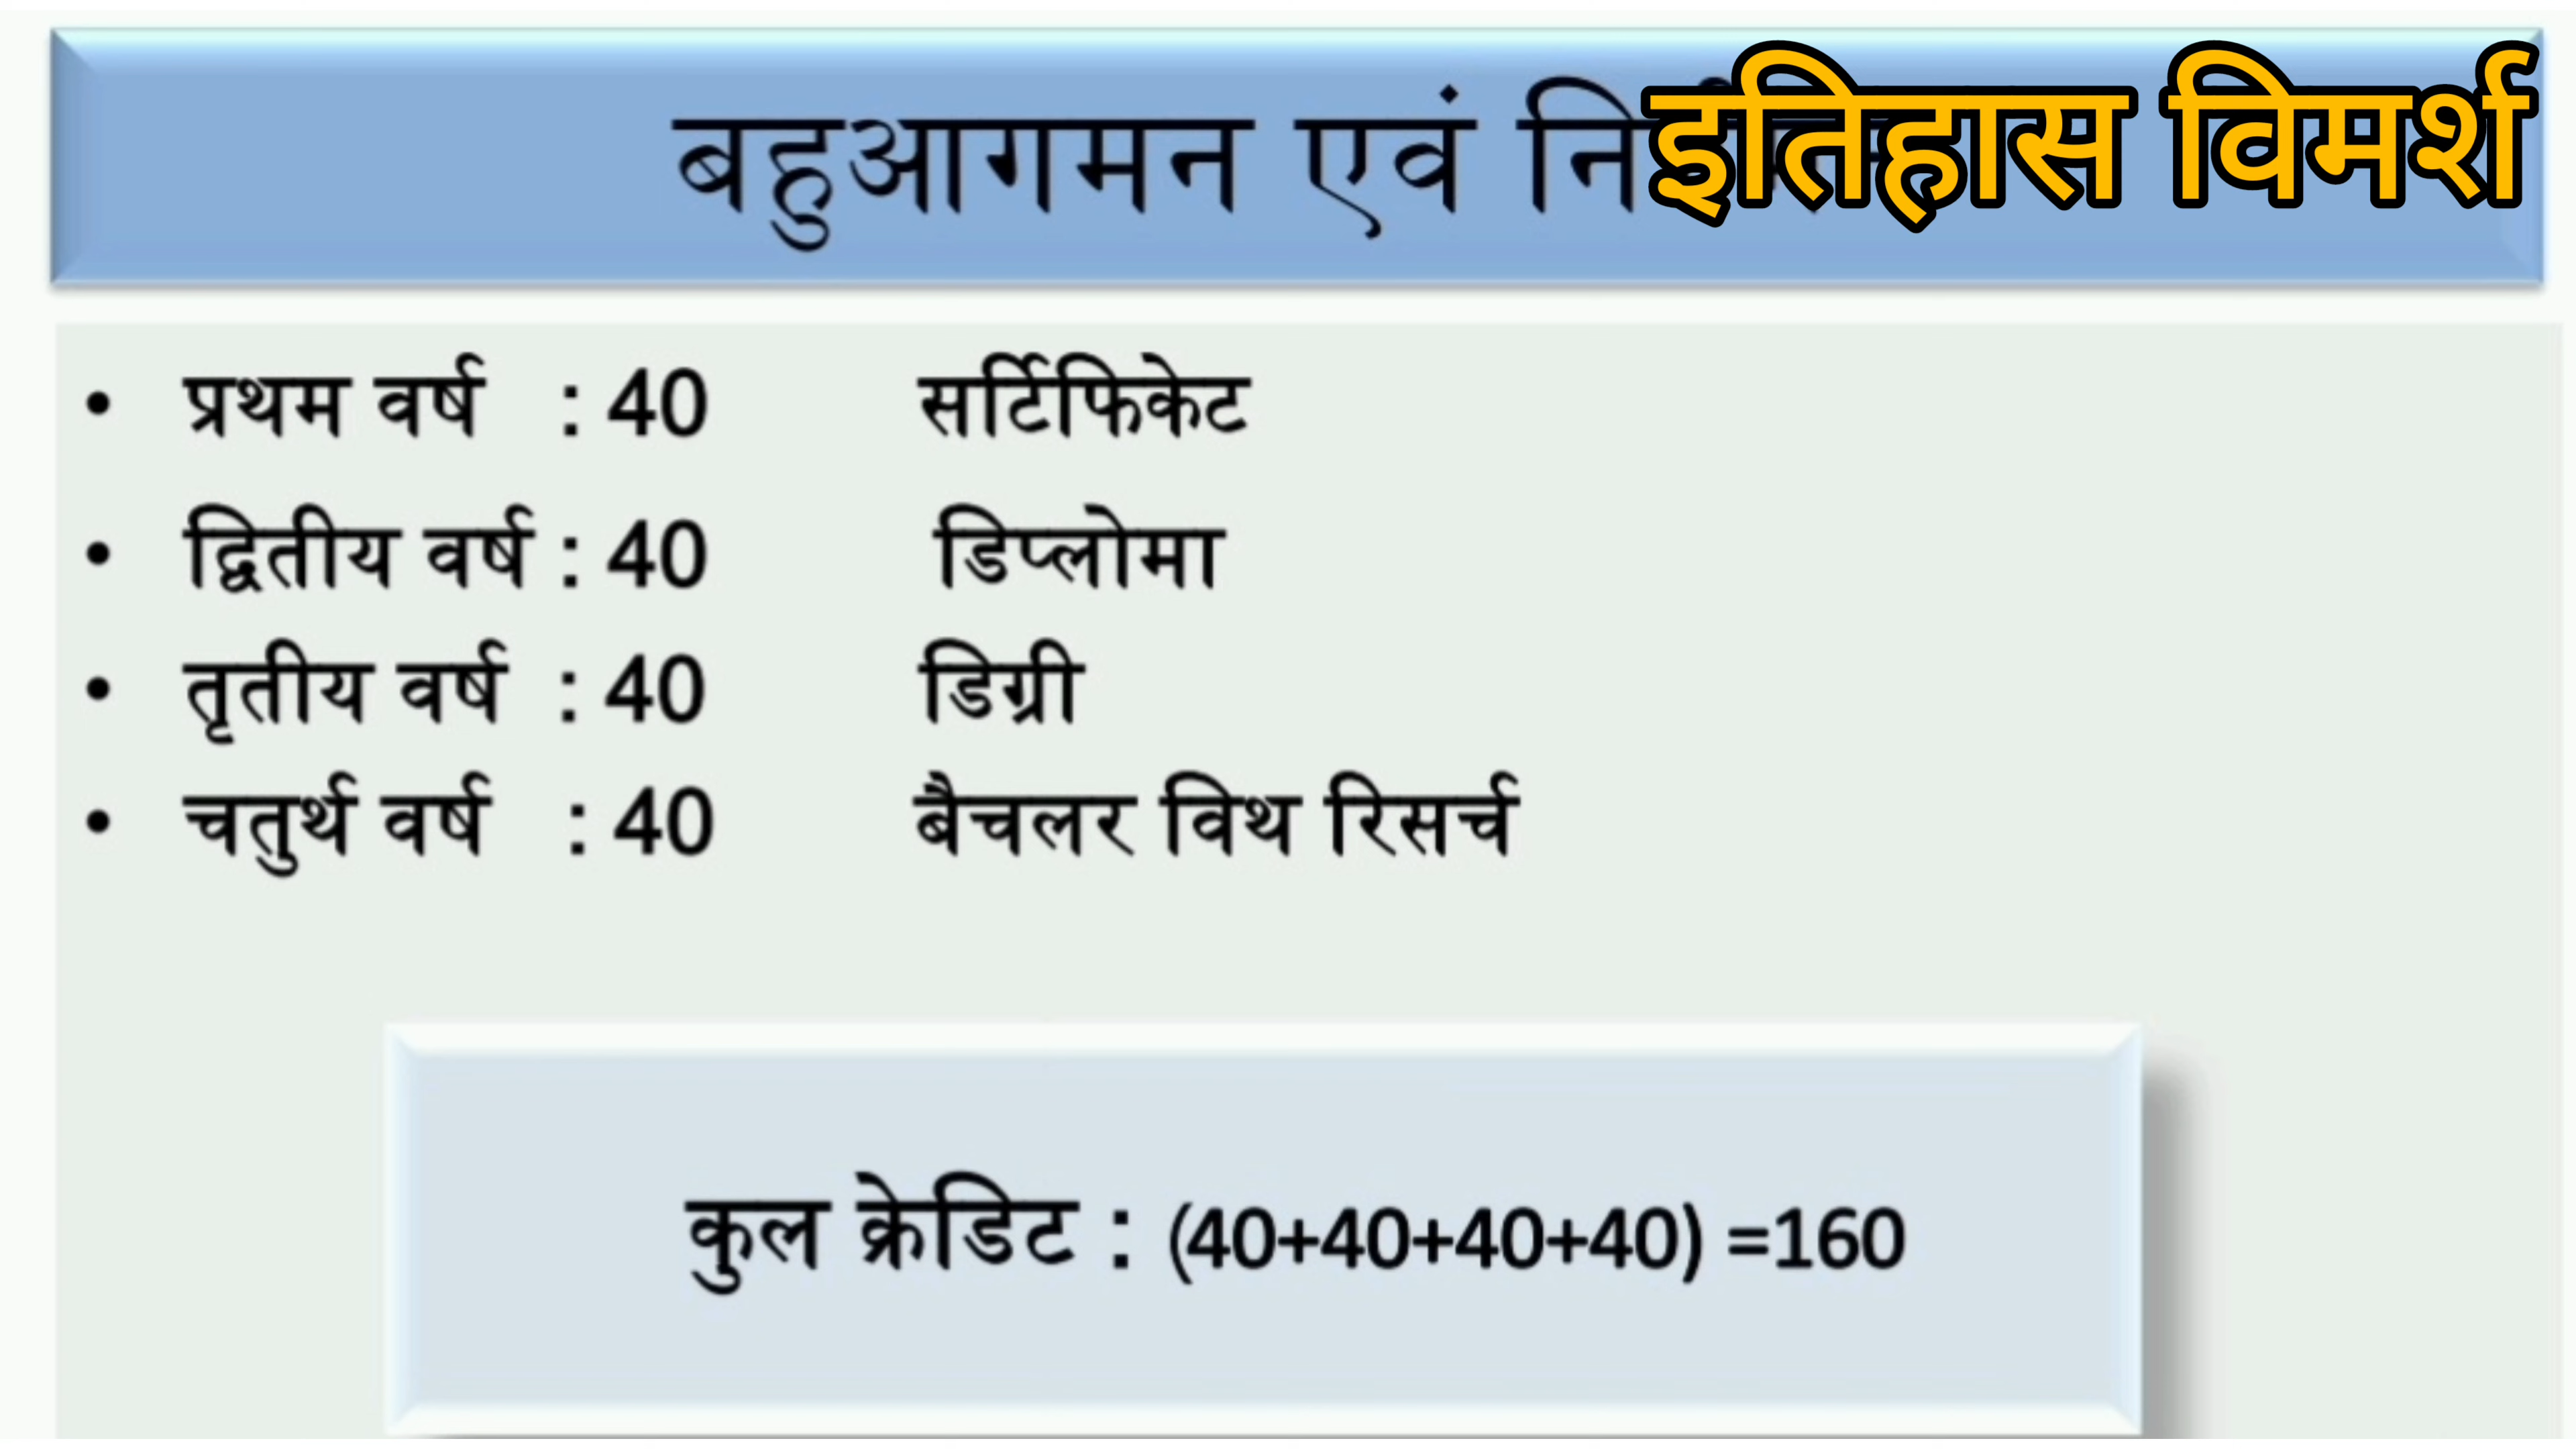 बहुआगमन एवं
इतिहास विमर्श
• प्रथम वर्ष : 40 सर्टिफिकेट
• द्वितीय वर्ष : 40 डिप्लोमा
• तृतीय वर्ष : 40 डिग्री
• चतुर्थ वर्ष : 40 बैचलर विथ रिसर्च
कुल क्रेडिट : (40+40+40+40) =160